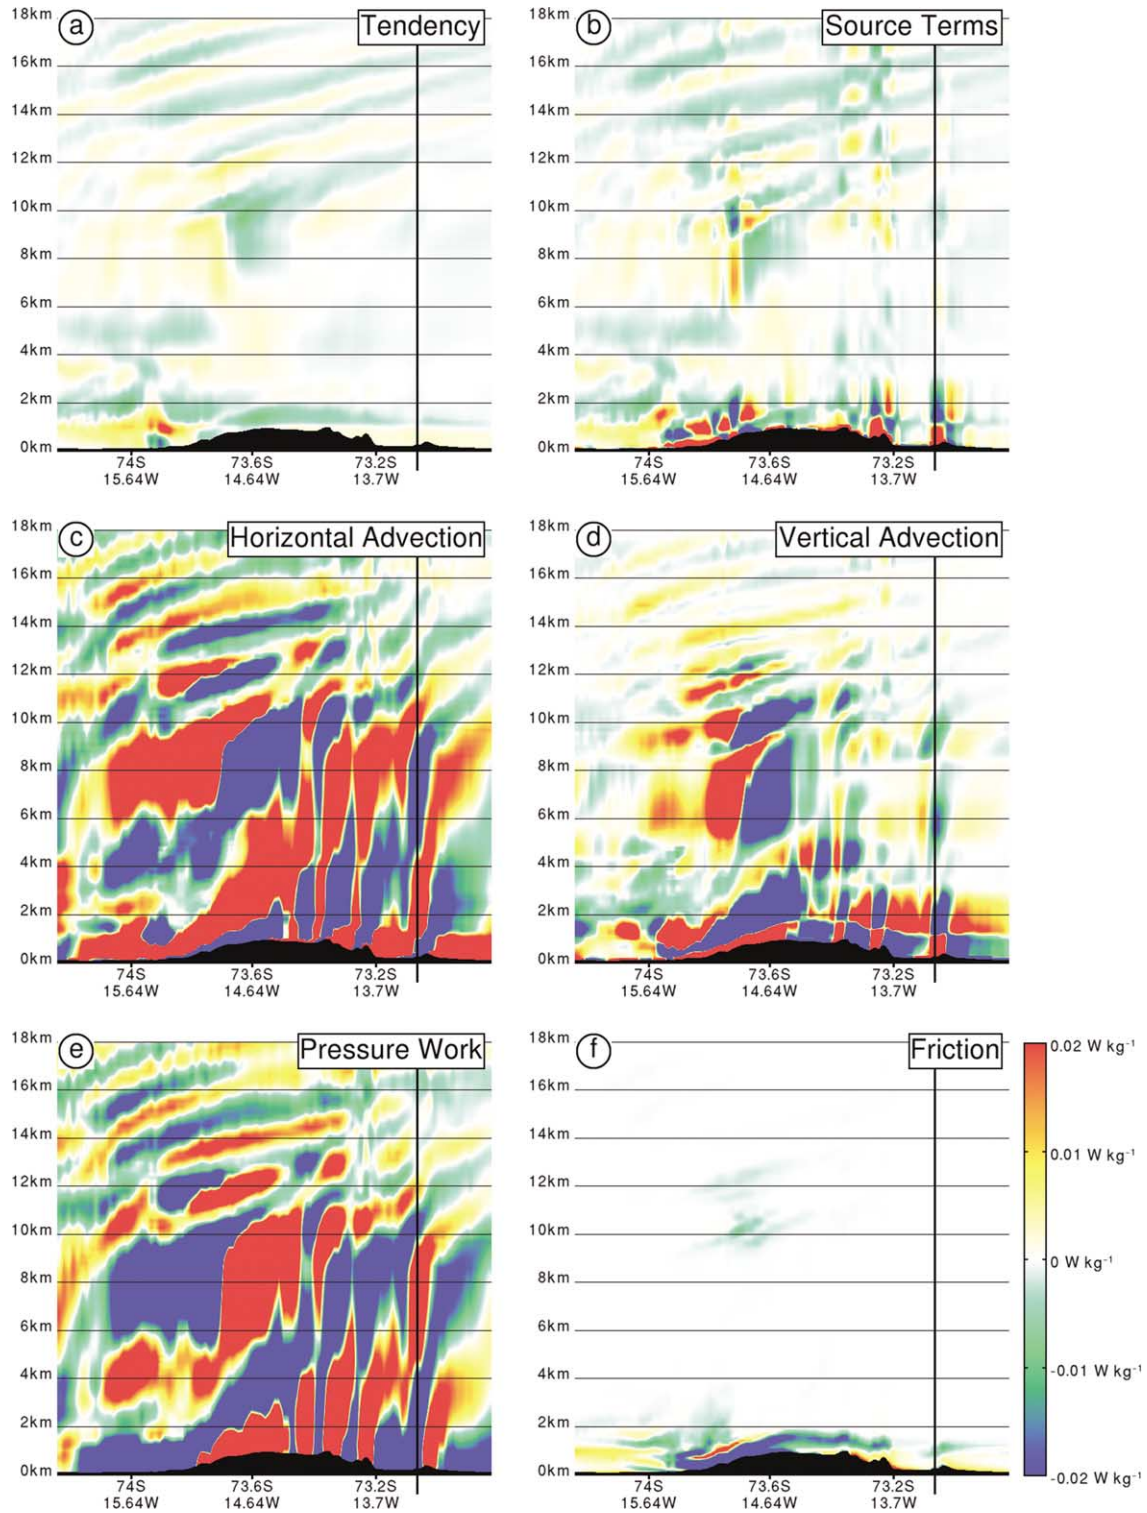 a Tendency
18km
16km
14km
12km
10km
8km
6km
4km
2km
0km
74S 73.6S 73.2S
15.64W 14.64W 13.7W
b Source Terms
18km
16km
14km
12km
10km
8km
6km
4km
2km
0km
74S 73.6S 73.2S
15.64W 14.64W 13.7W
c Horizontal Advection
18km
16km
14km
12km
10km
8km
6km
4km
2km
0km
74S 73.6S 73.2S
15.64W 14.64W 13.7W
d Vertical Advection
18km
16km
14km
12km
10km
8km
6km
4km
2km
0km
74S 73.6S 73.2S
15.64W 14.64W 13.7W
e Pressure Work
18km
16km
14km
12km
10km
8km
6km
4km
2km
0km
74S 73.6S 73.2S
15.64W 14.64W 13.7W
f Friction
18km
16km
14km
12km
10km
8km
6km
4km
2km
0km
74S 73.6S 73.2S
15.64W 14.64W 13.7W
0.02 W kg⁻¹
0.01 W kg⁻¹
0 W kg⁻¹
-0.01 W kg⁻¹
-0.02 W kg⁻¹